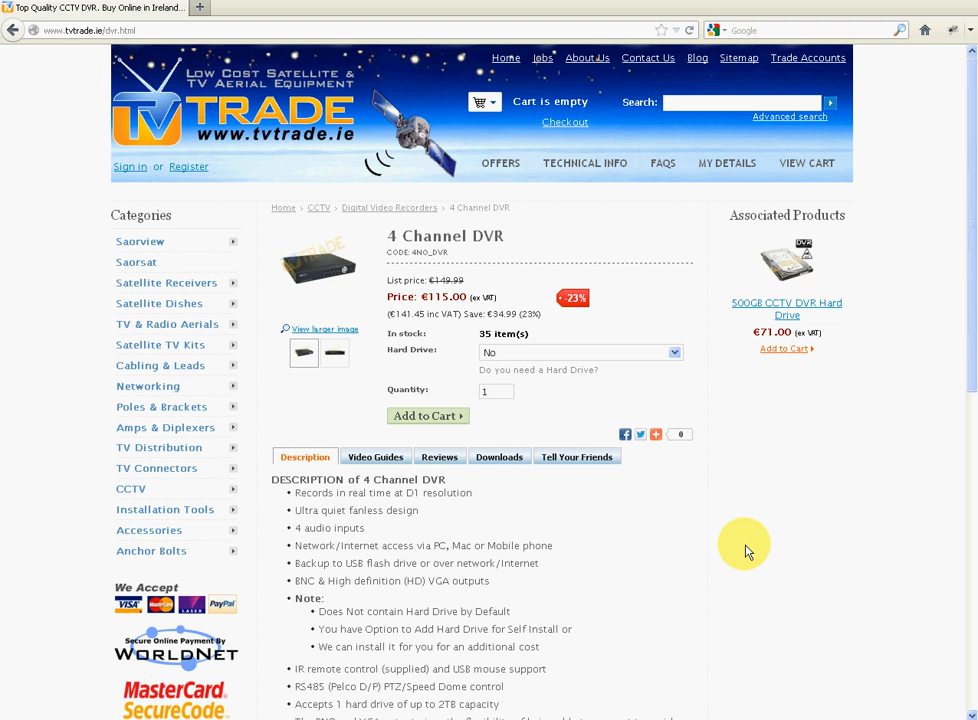 Top Quality CCTV DVR. Buy Online in Ireland...
www.tvtrade.ie/dvr.html
Google
Home Jobs About Us Contact Us Blog Sitemap Trade Accounts
LOW COST SATELLITE &
TV AERIAL EQUIPMENT
TV TRADE
www.tvtrade.ie
Cart is empty
Search:
Checkout
Advanced search
Sign in or Register
OFFERS TECHNICAL INFO FAQS MY DETAILS VIEW CART
Categories
Saorview
Saorsat
Satellite Receivers
Satellite Dishes
TV & Radio Aerials
Satellite TV Kits
Cabling & Leads
Networking
Poles & Brackets
Amps & Diplexers
TV Distribution
TV Connectors
CCTV
Installation Tools
Accessories
Anchor Bolts
We Accept
VISA MasterCard LASER PayPal
Secure Online Payment By
WORLDNET
MasterCard
SecureCode
Home › CCTV › Digital Video Recorders › 4 Channel DVR
TV TRADE
View larger image
4 Channel DVR
CODE: 4NO_DVR
List price: €149.99
Price: €115.00 (ex VAT)
-23%
(€141.45 inc VAT) Save: €34.99 (23%)
In stock: 35 item(s)
Hard Drive: No
Do you need a Hard Drive?
Quantity: 1
Add to Cart
0
Description Video Guides Reviews Downloads Tell Your Friends
DESCRIPTION of 4 Channel DVR
• Records in real time at D1 resolution
• Ultra quiet fanless design
• 4 audio inputs
• Network/Internet access via PC, Mac or Mobile phone
• Backup to USB flash drive or over network/Internet
• BNC & High definition (HD) VGA outputs
• Note:
• Does Not contain Hard Drive by Default
• You have Option to Add Hard Drive for Self Install or
• We can install it for you for an additional cost
• IR remote control (supplied) and USB mouse support
• RS485 (Pelco D/P) PTZ/Speed Dome control
• Accepts 1 hard drive of up to 2TB capacity
Associated Products
DVR
500GB CCTV DVR Hard
Drive
€71.00 (ex VAT)
Add to Cart